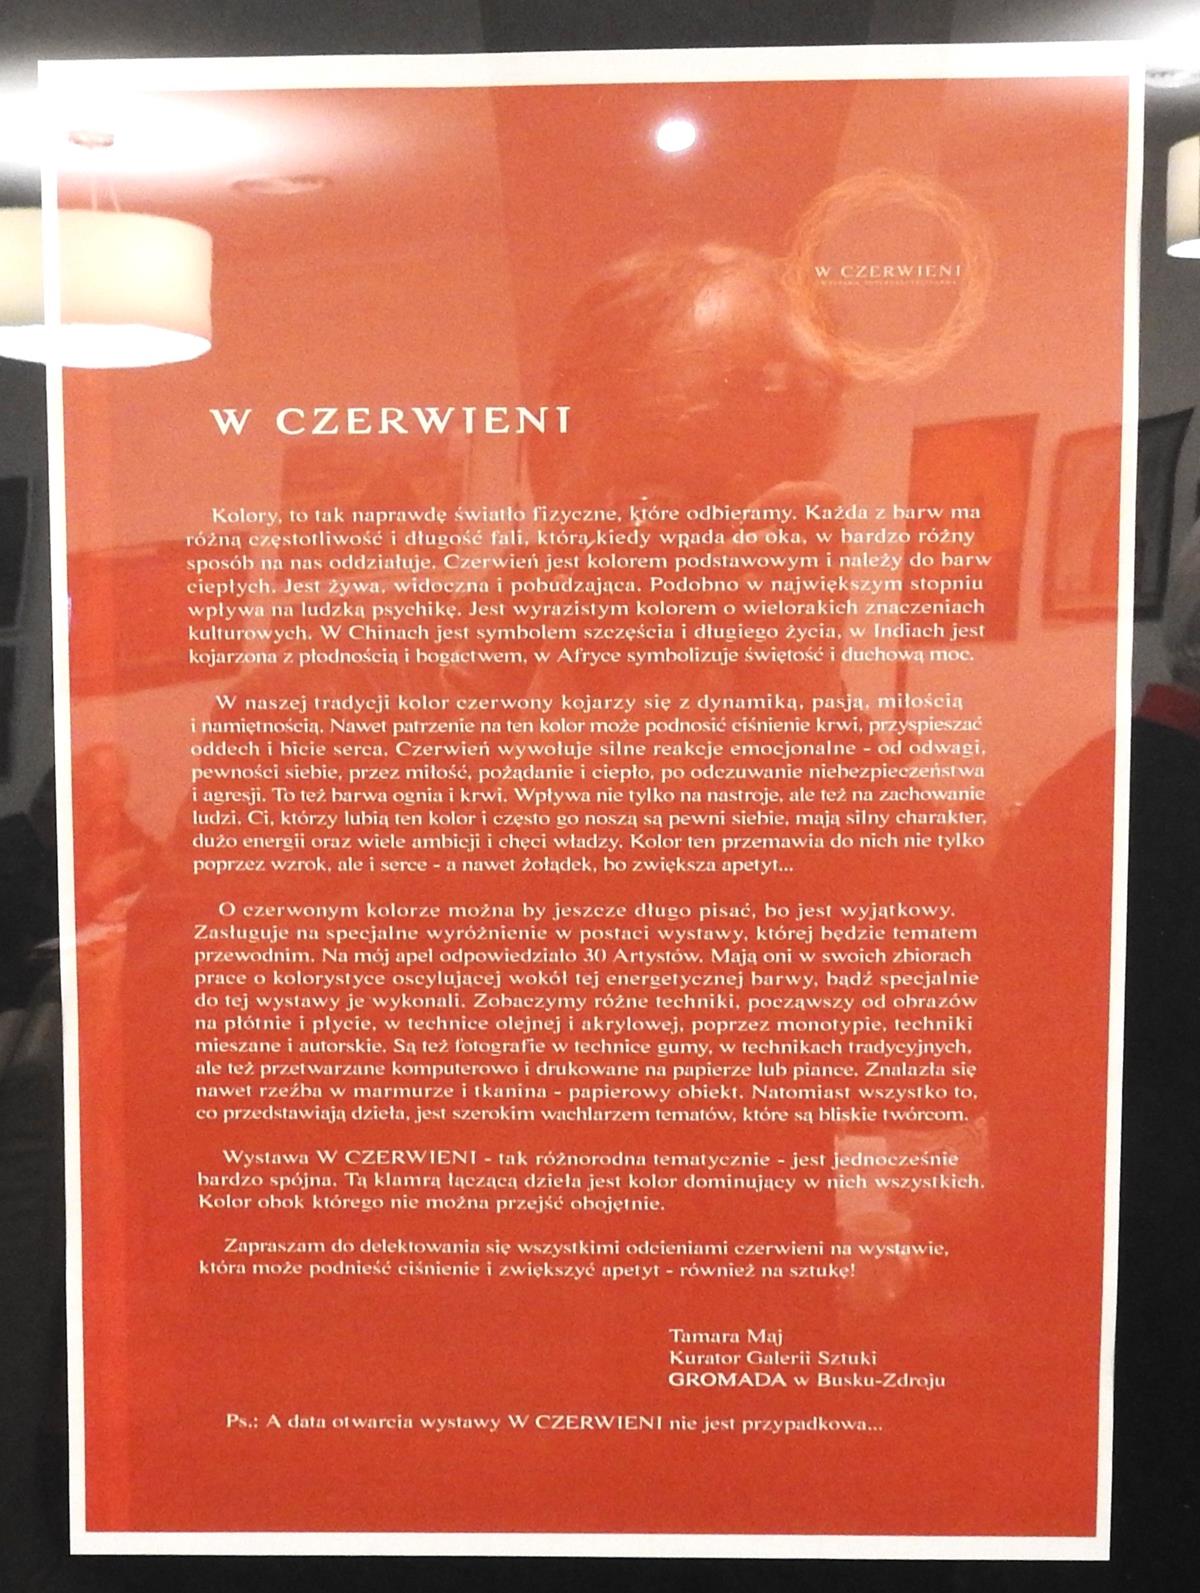 W CZERWIENI
W CZERWIENI
Kolory, to tak naprawdę światło fizyczne, które odbieramy. Każda z barw ma
różną częstotliwość i długość fali, która kiedy wpada do oka, w bardzo różny
sposób na nas oddziałuje. Czerwień jest kolorem podstawowym i należy do barw
ciepłych. Jest żywa, widoczna i pobudzająca. Podobno w największym stopniu
wpływa na ludzką psychikę. Jest wyrazistym kolorem o wielorakich znaczeniach
kulturowych. W Chinach jest symbolem szczęścia i długiego życia, w Indiach jest
kojarzona z płodnością i bogactwem, w Afryce symbolizuje świętość i duchową moc.
W naszej tradycji kolor czerwony kojarzy się z dynamiką, pasją, miłością
i namiętnością. Nawet patrzenie na ten kolor może podnosić ciśnienie krwi, przyspieszać
oddech i bicie serca. Czerwień wywołuje silne reakcje emocjonalne - od odwagi,
pewności siebie, przez miłość, pożądanie i ciepło, po odczuwanie niebezpieczeństwa
i agresji. To też barwa ognia i krwi. Wpływa nie tylko na nastroje, ale też na zachowanie
ludzi. Ci, którzy lubią ten kolor i często go noszą są pewni siebie, mają silny charakter,
dużo energii oraz wiele ambicji i chęci władzy. Kolor ten przemawia do nich nie tylko
poprzez wzrok, ale i serce - a nawet żołądek, bo zwiększa apetyt...
O czerwonym kolorze można by jeszcze długo pisać, bo jest wyjątkowy.
Zasługuje na specjalne wyróżnienie w postaci wystawy, której będzie tematem
przewodnim. Na mój apel odpowiedziało 30 Artystów. Mają oni w swoich zbiorach
prace o kolorystyce oscylującej wokół tej energetycznej barwy, bądź specjalnie
do tej wystawy je wykonali. Zobaczymy różne techniki, począwszy od obrazów
na płótnie i płycie, w technice olejnej i akrylowej, poprzez monotypie, techniki
mieszane i autorskie. Są też fotografie w technice gumy, w technikach tradycyjnych,
ale też przetwarzane komputerowo i drukowane na papierze lub piance. Znalazła się
nawet rzeźba w marmurze i tkanina - papierowy obiekt. Natomiast wszystko to,
co przedstawiają dzieła, jest szerokim wachlarzem tematów, które są bliskie twórcom.
Wystawa W CZERWIENI - tak różnorodna tematycznie - jest jednocześnie
bardzo spójna. Tą klamrą łączącą dzieła jest kolor dominujący w nich wszystkich.
Kolor obok którego nie można przejść obojętnie.
Zapraszam do delektowania się wszystkimi odcieniami czerwieni na wystawie,
która może podnieść ciśnienie i zwiększyć apetyt - również na sztukę!
Tamara Maj
Kurator Galerii Sztuki
GROMADA w Busku-Zdroju
Ps.: A data otwarcia wystawy W CZERWIENI nie jest przypadkowa...